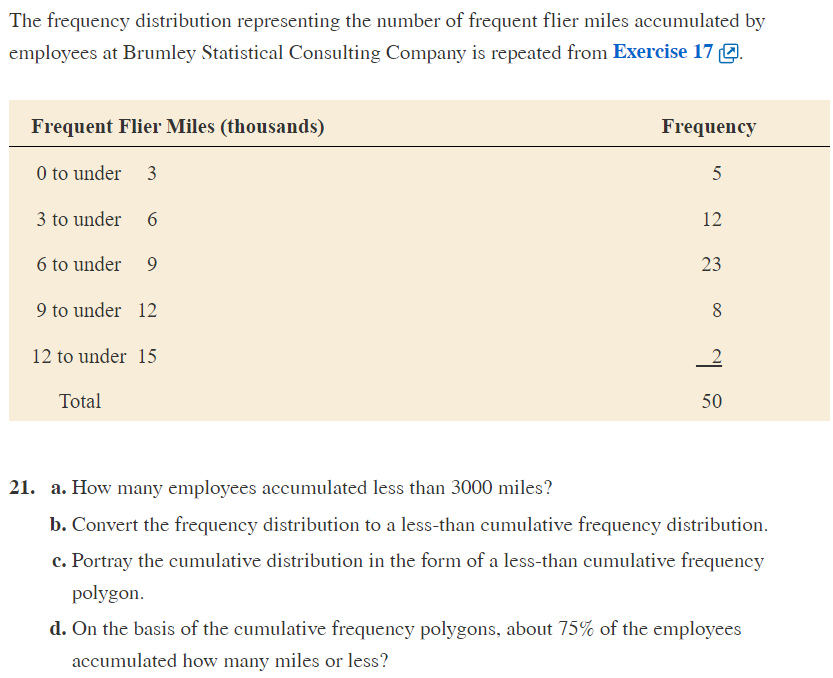 The frequency distribution representing the number of frequent flier miles accumulated by
employees at Brumley Statistical Consulting Company is repeated from Exercise 17.
Frequent Flier Miles (thousands) Frequency
0 to under 3 5
3 to under 6 12
6 to under 9 23
9 to under 12 8
12 to under 15 2
Total 50
21. a. How many employees accumulated less than 3000 miles?
b. Convert the frequency distribution to a less-than cumulative frequency distribution.
c. Portray the cumulative distribution in the form of a less-than cumulative frequency
polygon.
d. On the basis of the cumulative frequency polygons, about 75% of the employees
accumulated how many miles or less?